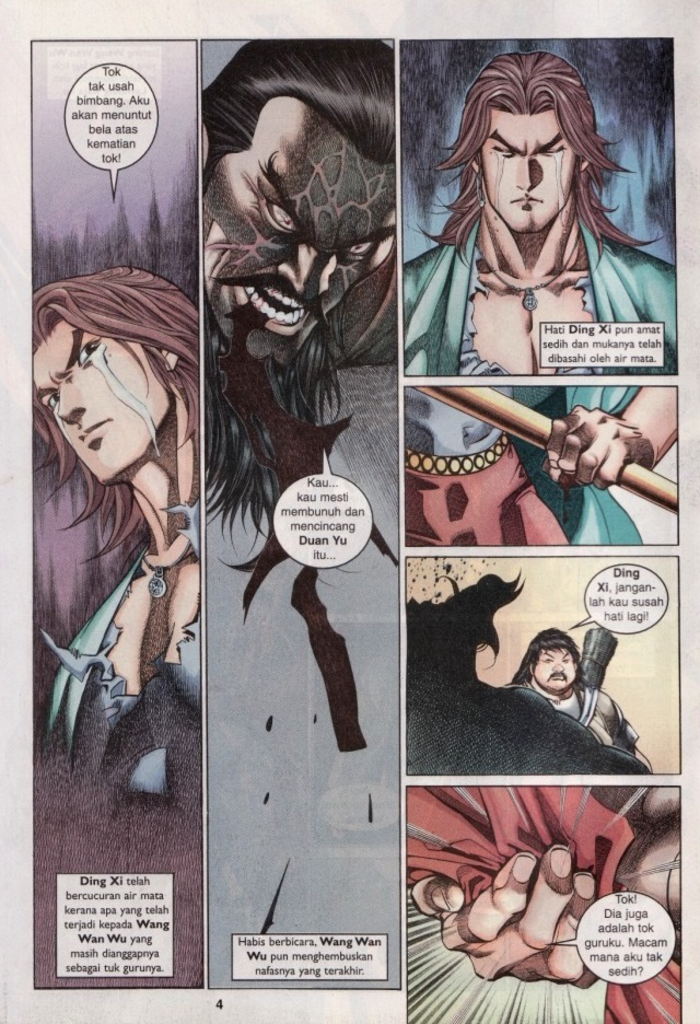 Tok
tak usah
bimbang. Aku
akan menuntut
bela atas
kematian
tok!
Ding Xi telah
bercucuran air mata
kerana apa yang telah
terjadi kepada Wang
Wan Wu yang
masih dianggapnya
sebagai tuk gurunya.
Kau...
kau mesti
membunuh dan
mencincang
Duan Yu
itu...
Habis berbicara, Wang Wan
Wu pun menghembuskan
nafasnya yang terakhir.
Hati Ding Xi pun amat
sedih dan mukanya telah
dibasahi oleh air mata.
Ding
Xi, jangan-
lah kau susah
hati lagi!
Tok!
Dia juga
adalah tok
guruku. Macam
mana aku tak
sedih?
4